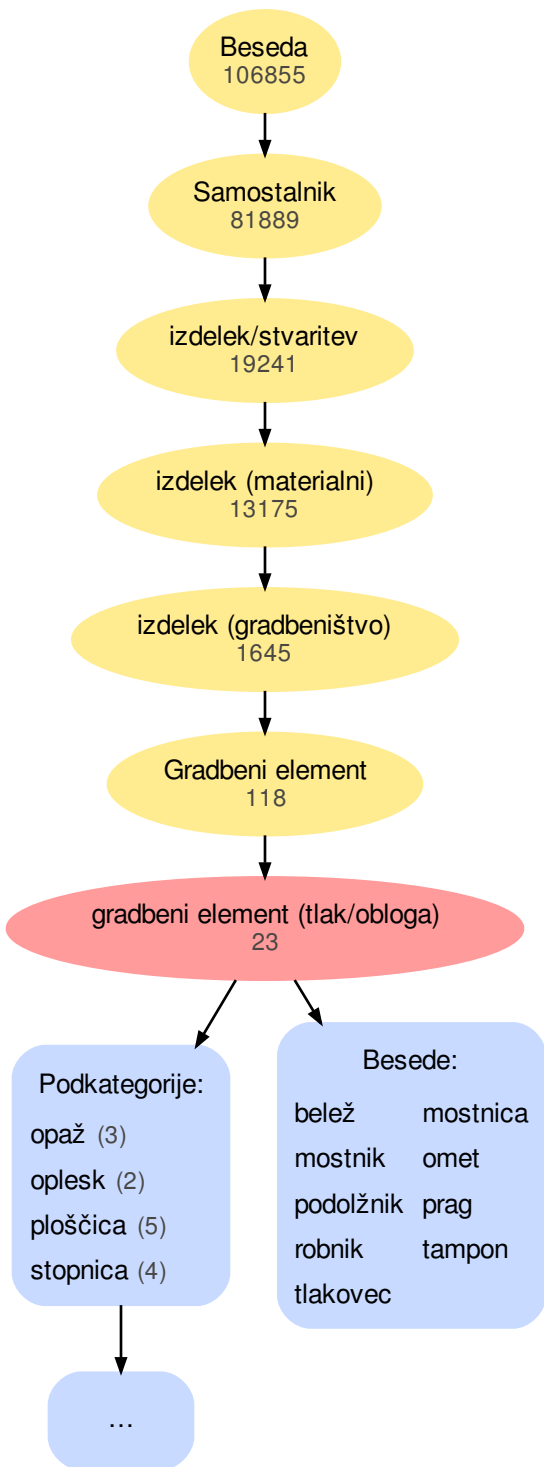 Beseda
106855
Samostalnik
81889
izdelek/stvaritev
19241
izdelek (materialni)
13175
izdelek (gradbeništvo)
1645
Gradbeni element
118
gradbeni element (tlak/obloga)
23
Podkategorije:
opaž (3)
oplesk (2)
ploščica (5)
stopnica (4)
...
Besede:
belež mostnica
mostnik omet
podolžnik prag
robnik tampon
tlakovec